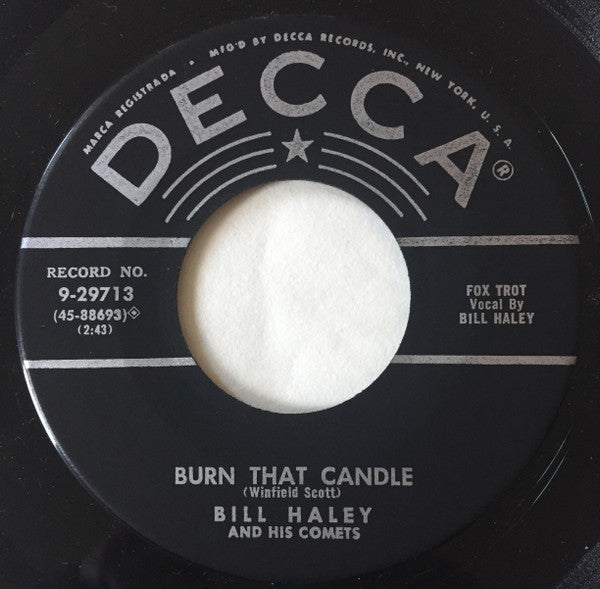 MARCA REGISTRADA • MFG'D BY DECCA RECORDS, INC., NEW YORK, U. S. A.
DECCA®
RECORD NO.
9-29713
(45-88693)◈
(2:43)
FOX TROT
Vocal By
BILL HALEY
BURN THAT CANDLE
(Winfield Scott)
BILL HALEY
AND HIS COMETS